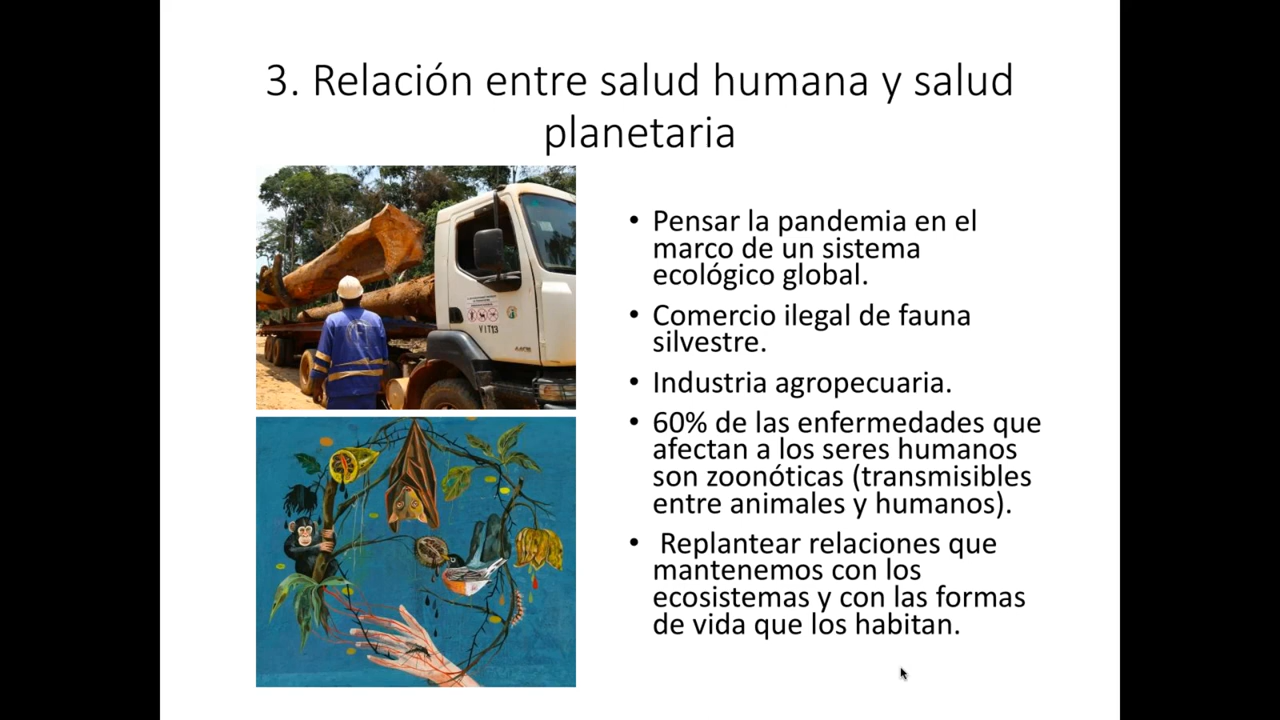 3. Relación entre salud humana y salud
planetaria
• Pensar la pandemia en el
marco de un sistema
ecológico global.
• Comercio ilegal de fauna
silvestre.
• Industria agropecuaria.
• 60% de las enfermedades que
afectan a los seres humanos
son zoonóticas (transmisibles
entre animales y humanos).
• Replantear relaciones que
mantenemos con los
ecosistemas y con las formas
de vida que los habitan.
VIT13